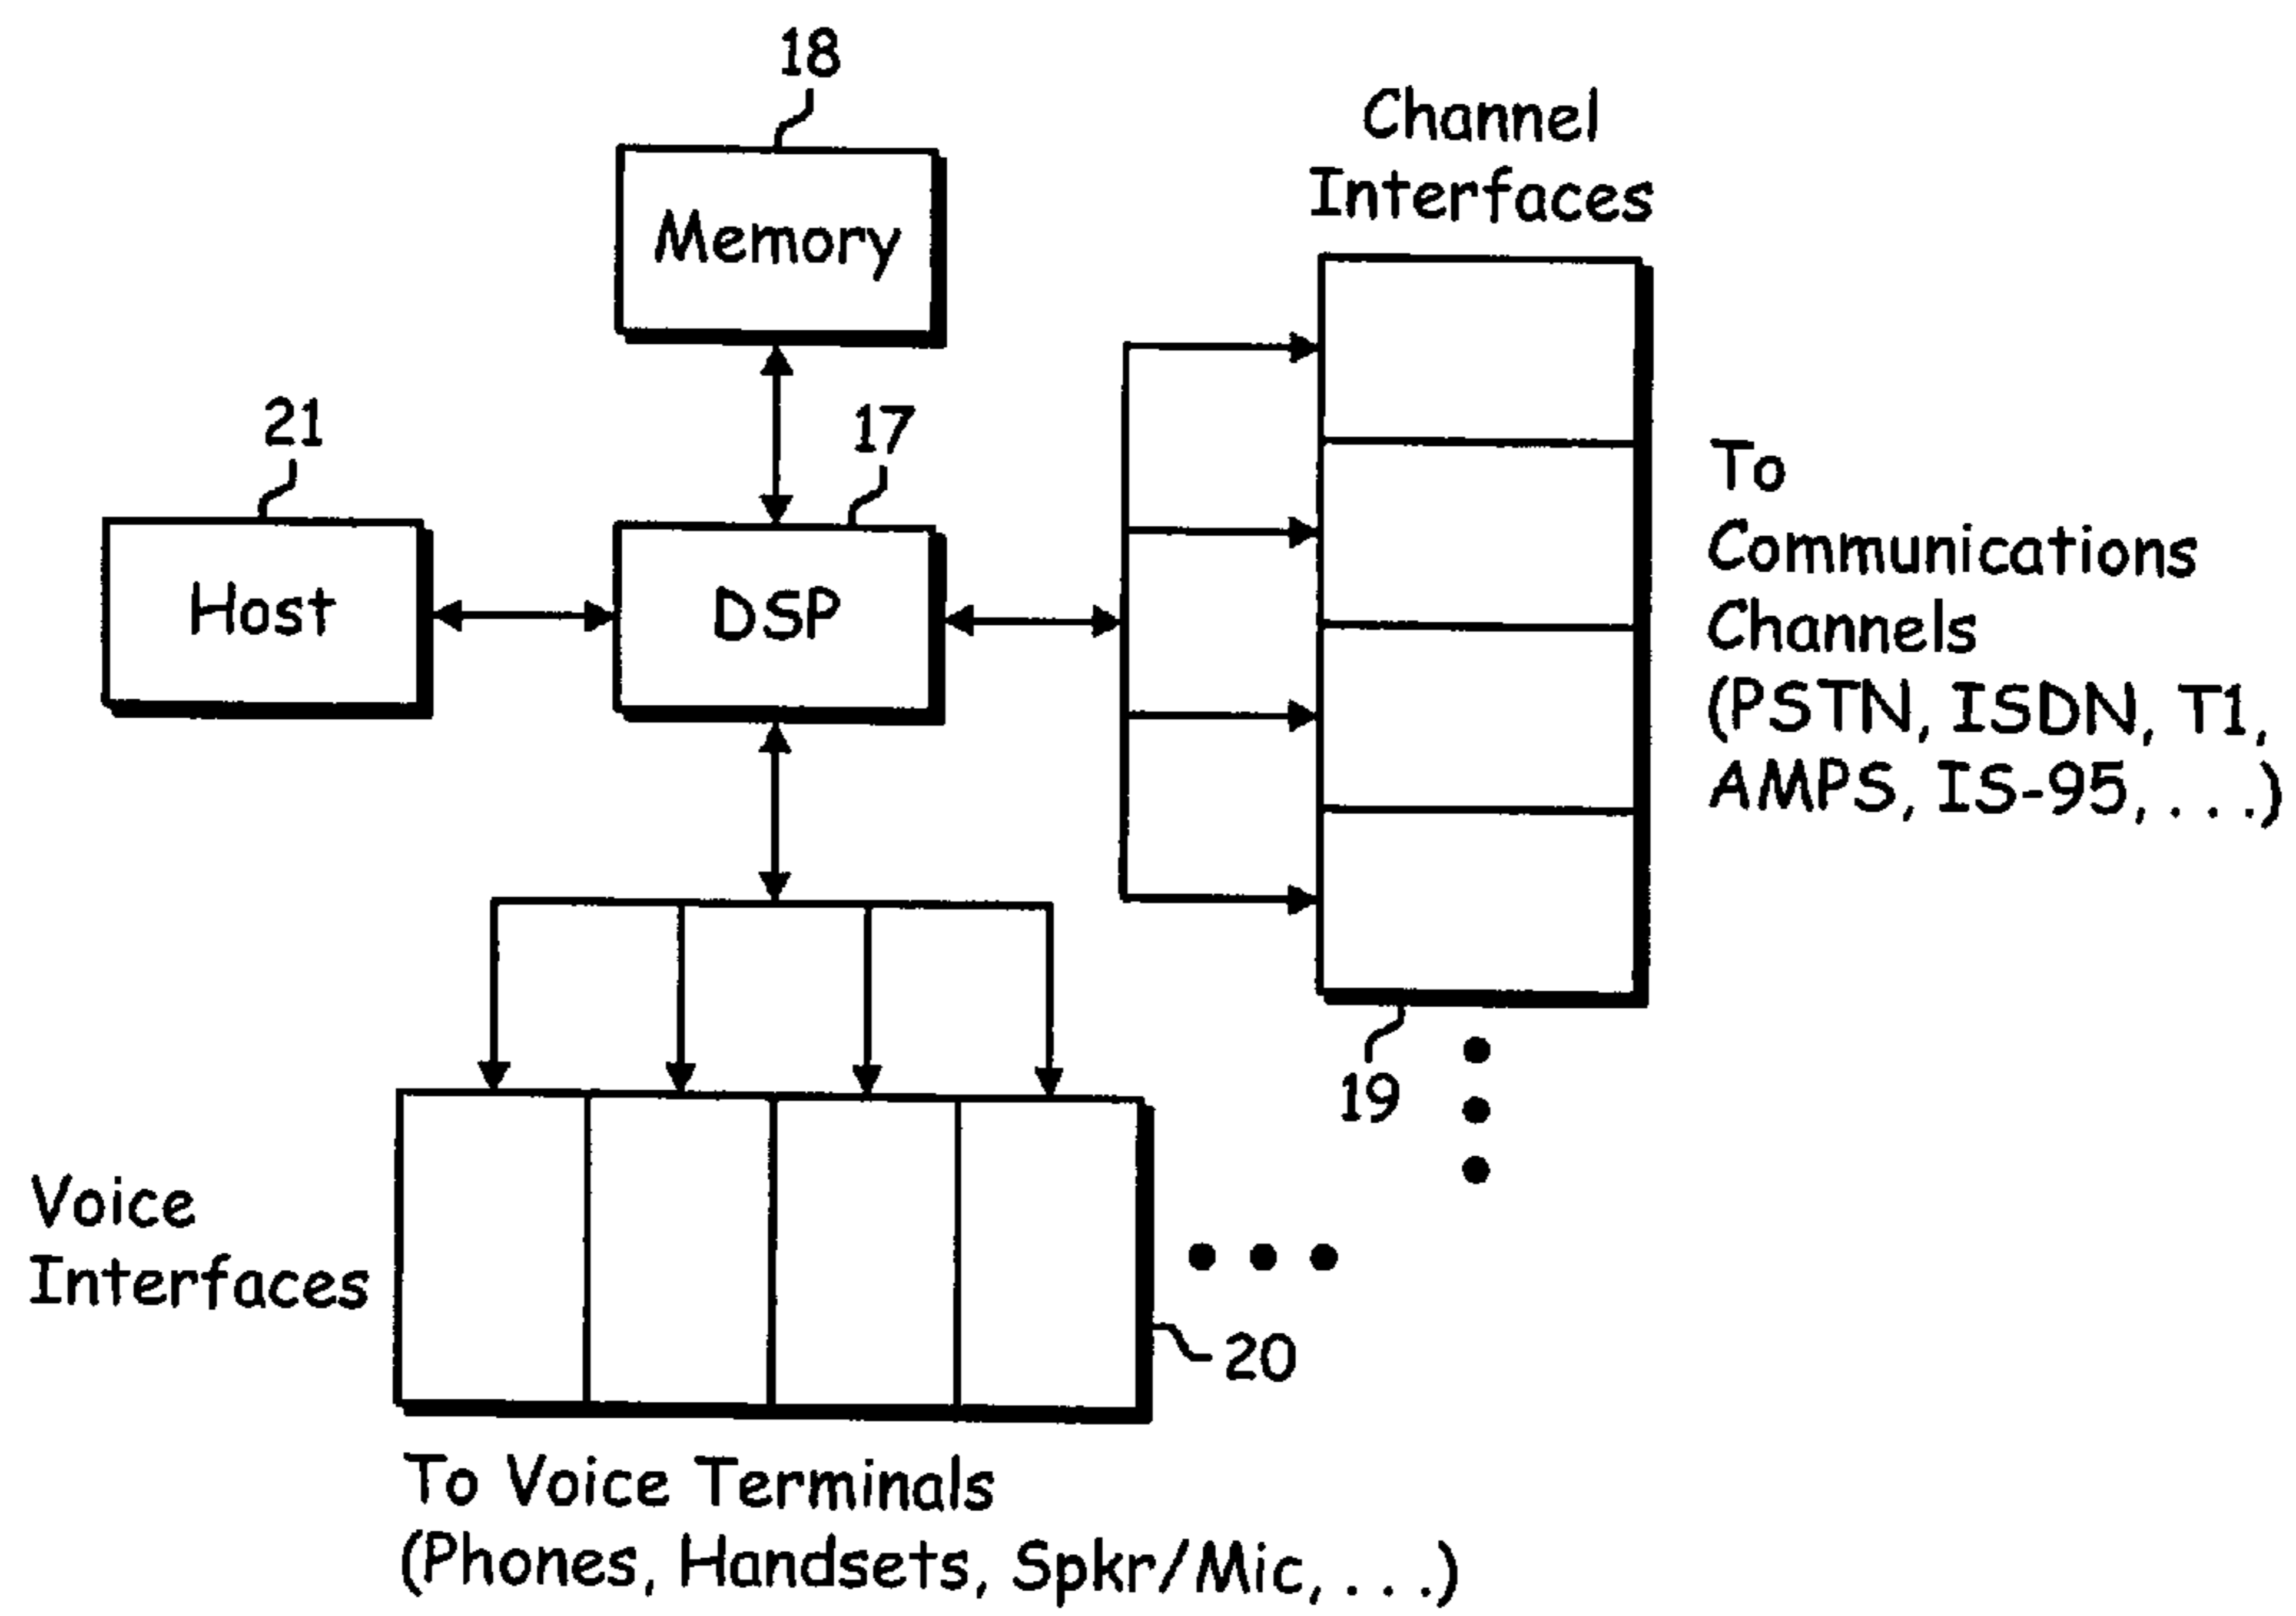 18
Memory
Channel
Interfaces
21
17
Host
DSP
To
Communications
Channels
(PSTN, ISDN, T1,
AMPS, IS-95, . . .)
19
Voice
Interfaces
20
To Voice Terminals
(Phones, Handsets, Spkr/Mic, . . .)